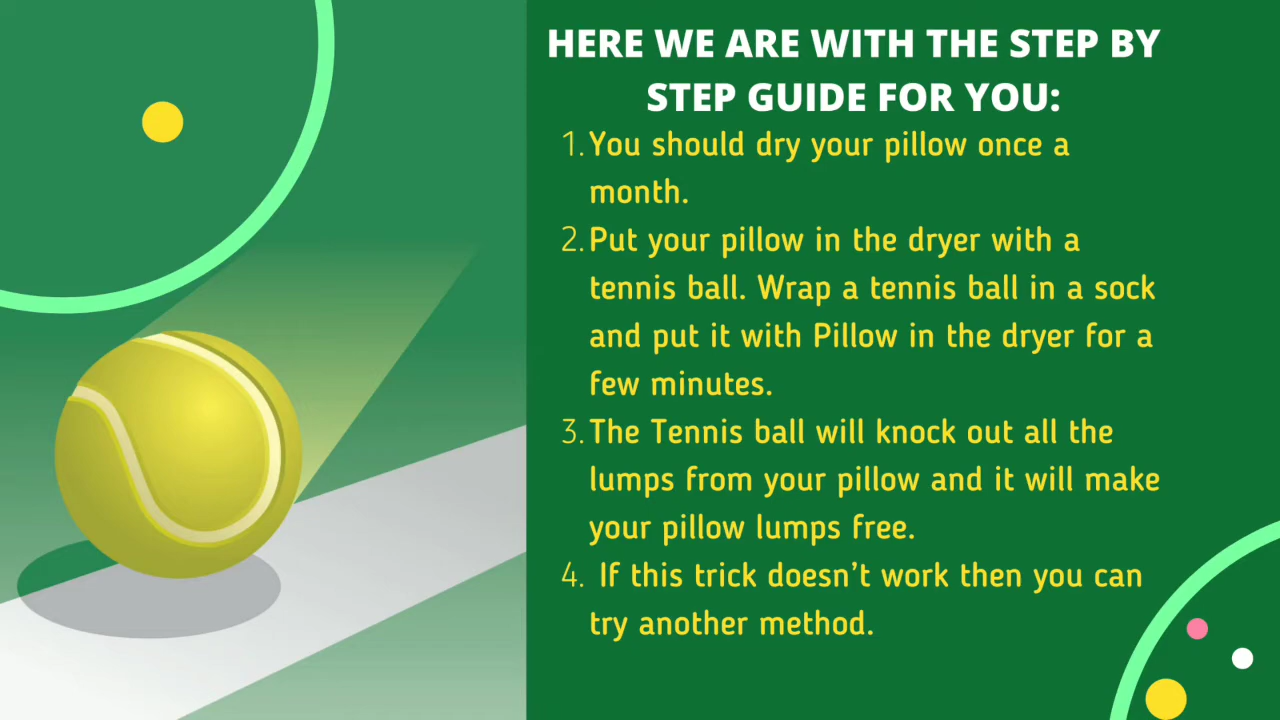 HERE WE ARE WITH THE STEP BY
STEP GUIDE FOR YOU:
1. You should dry your pillow once a
month.
2. Put your pillow in the dryer with a
tennis ball. Wrap a tennis ball in a sock
and put it with Pillow in the dryer for a
few minutes.
3. The Tennis ball will knock out all the
lumps from your pillow and it will make
your pillow lumps free.
4. If this trick doesn't work then you can
try another method.